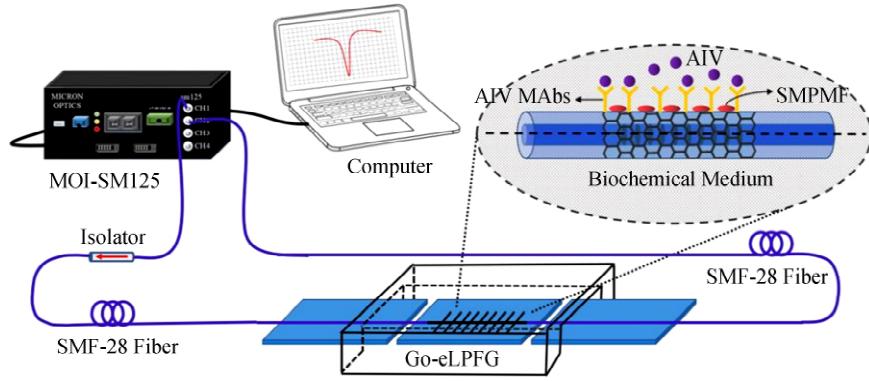 AIV
AIV MAbs
SMPMF
Biochemical Medium
MICRON
OPTICS
sm125
CH1
CH3
CH4
MOI-SM125
Computer
Isolator
SMF-28 Fiber
SMF-28 Fiber
Go-eLPFG